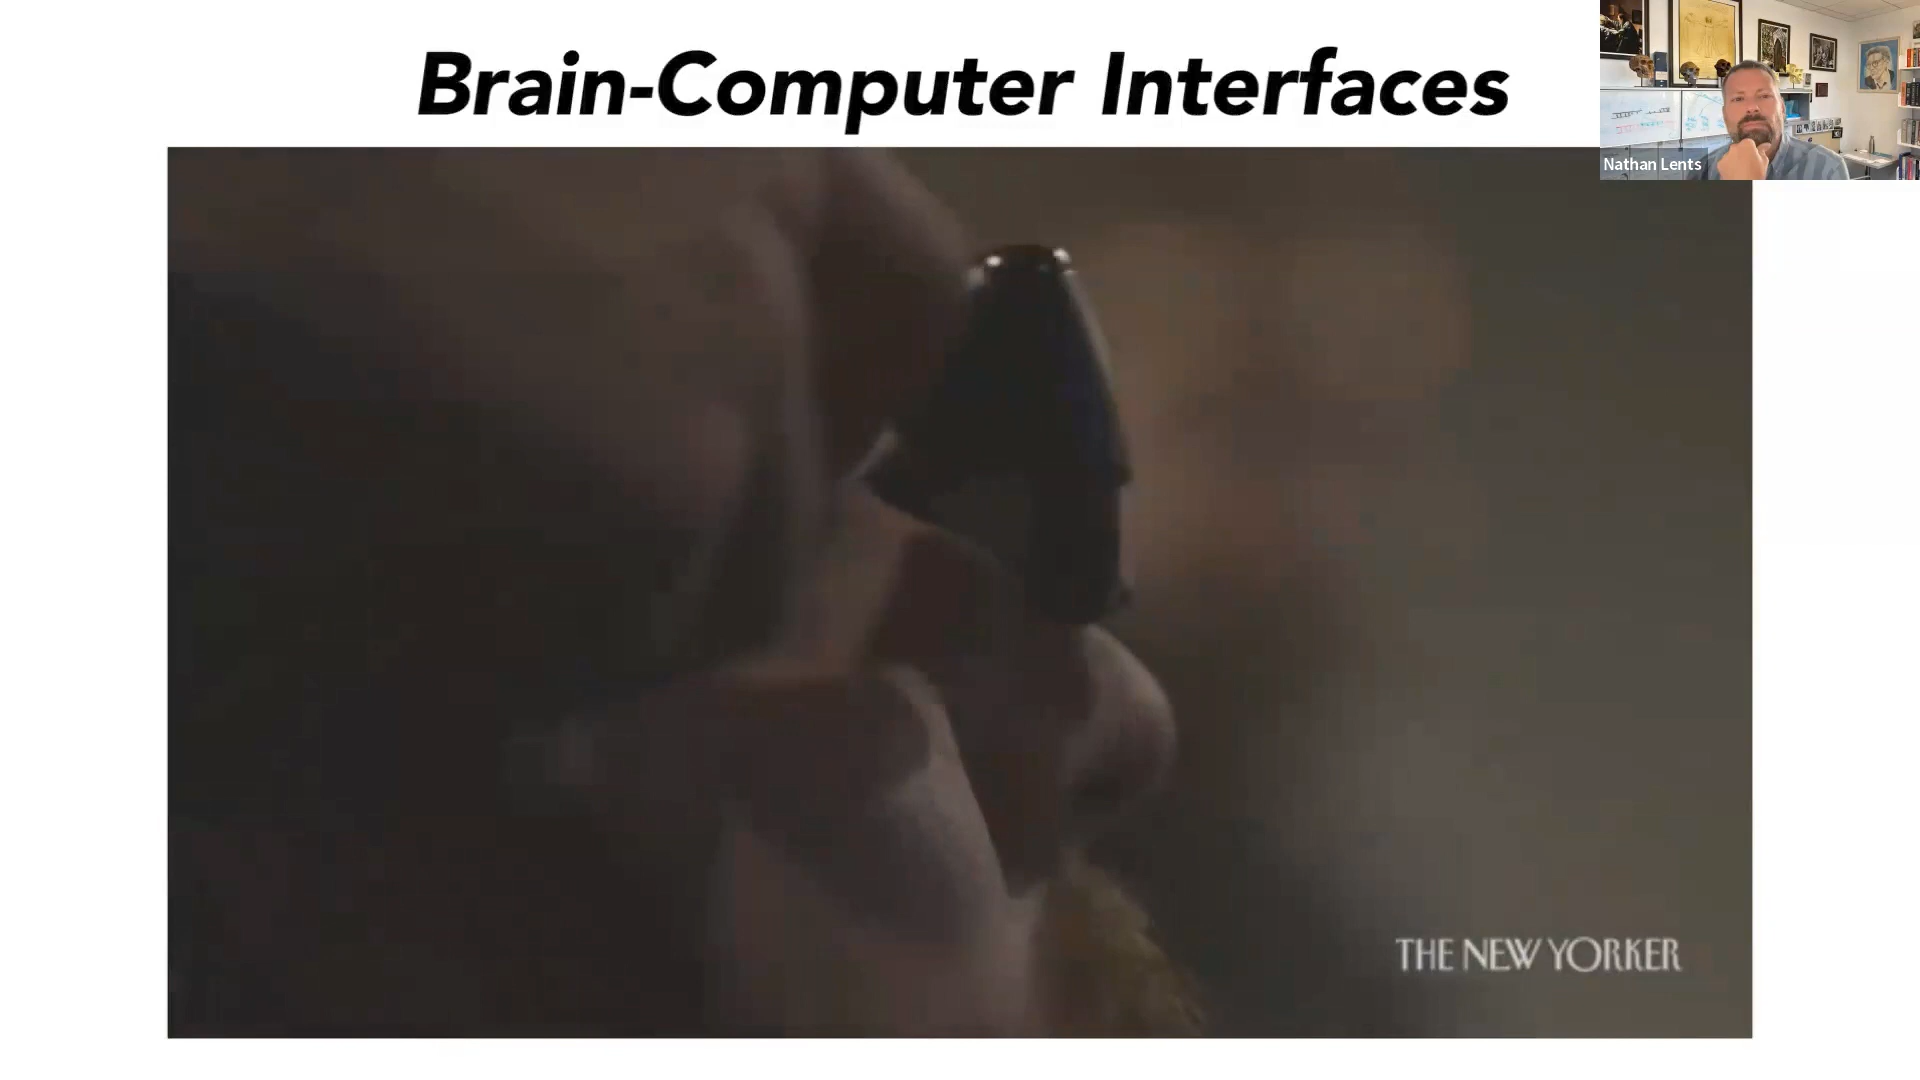 Brain-Computer Interfaces
Nathan Lents
THE NEW YORKER